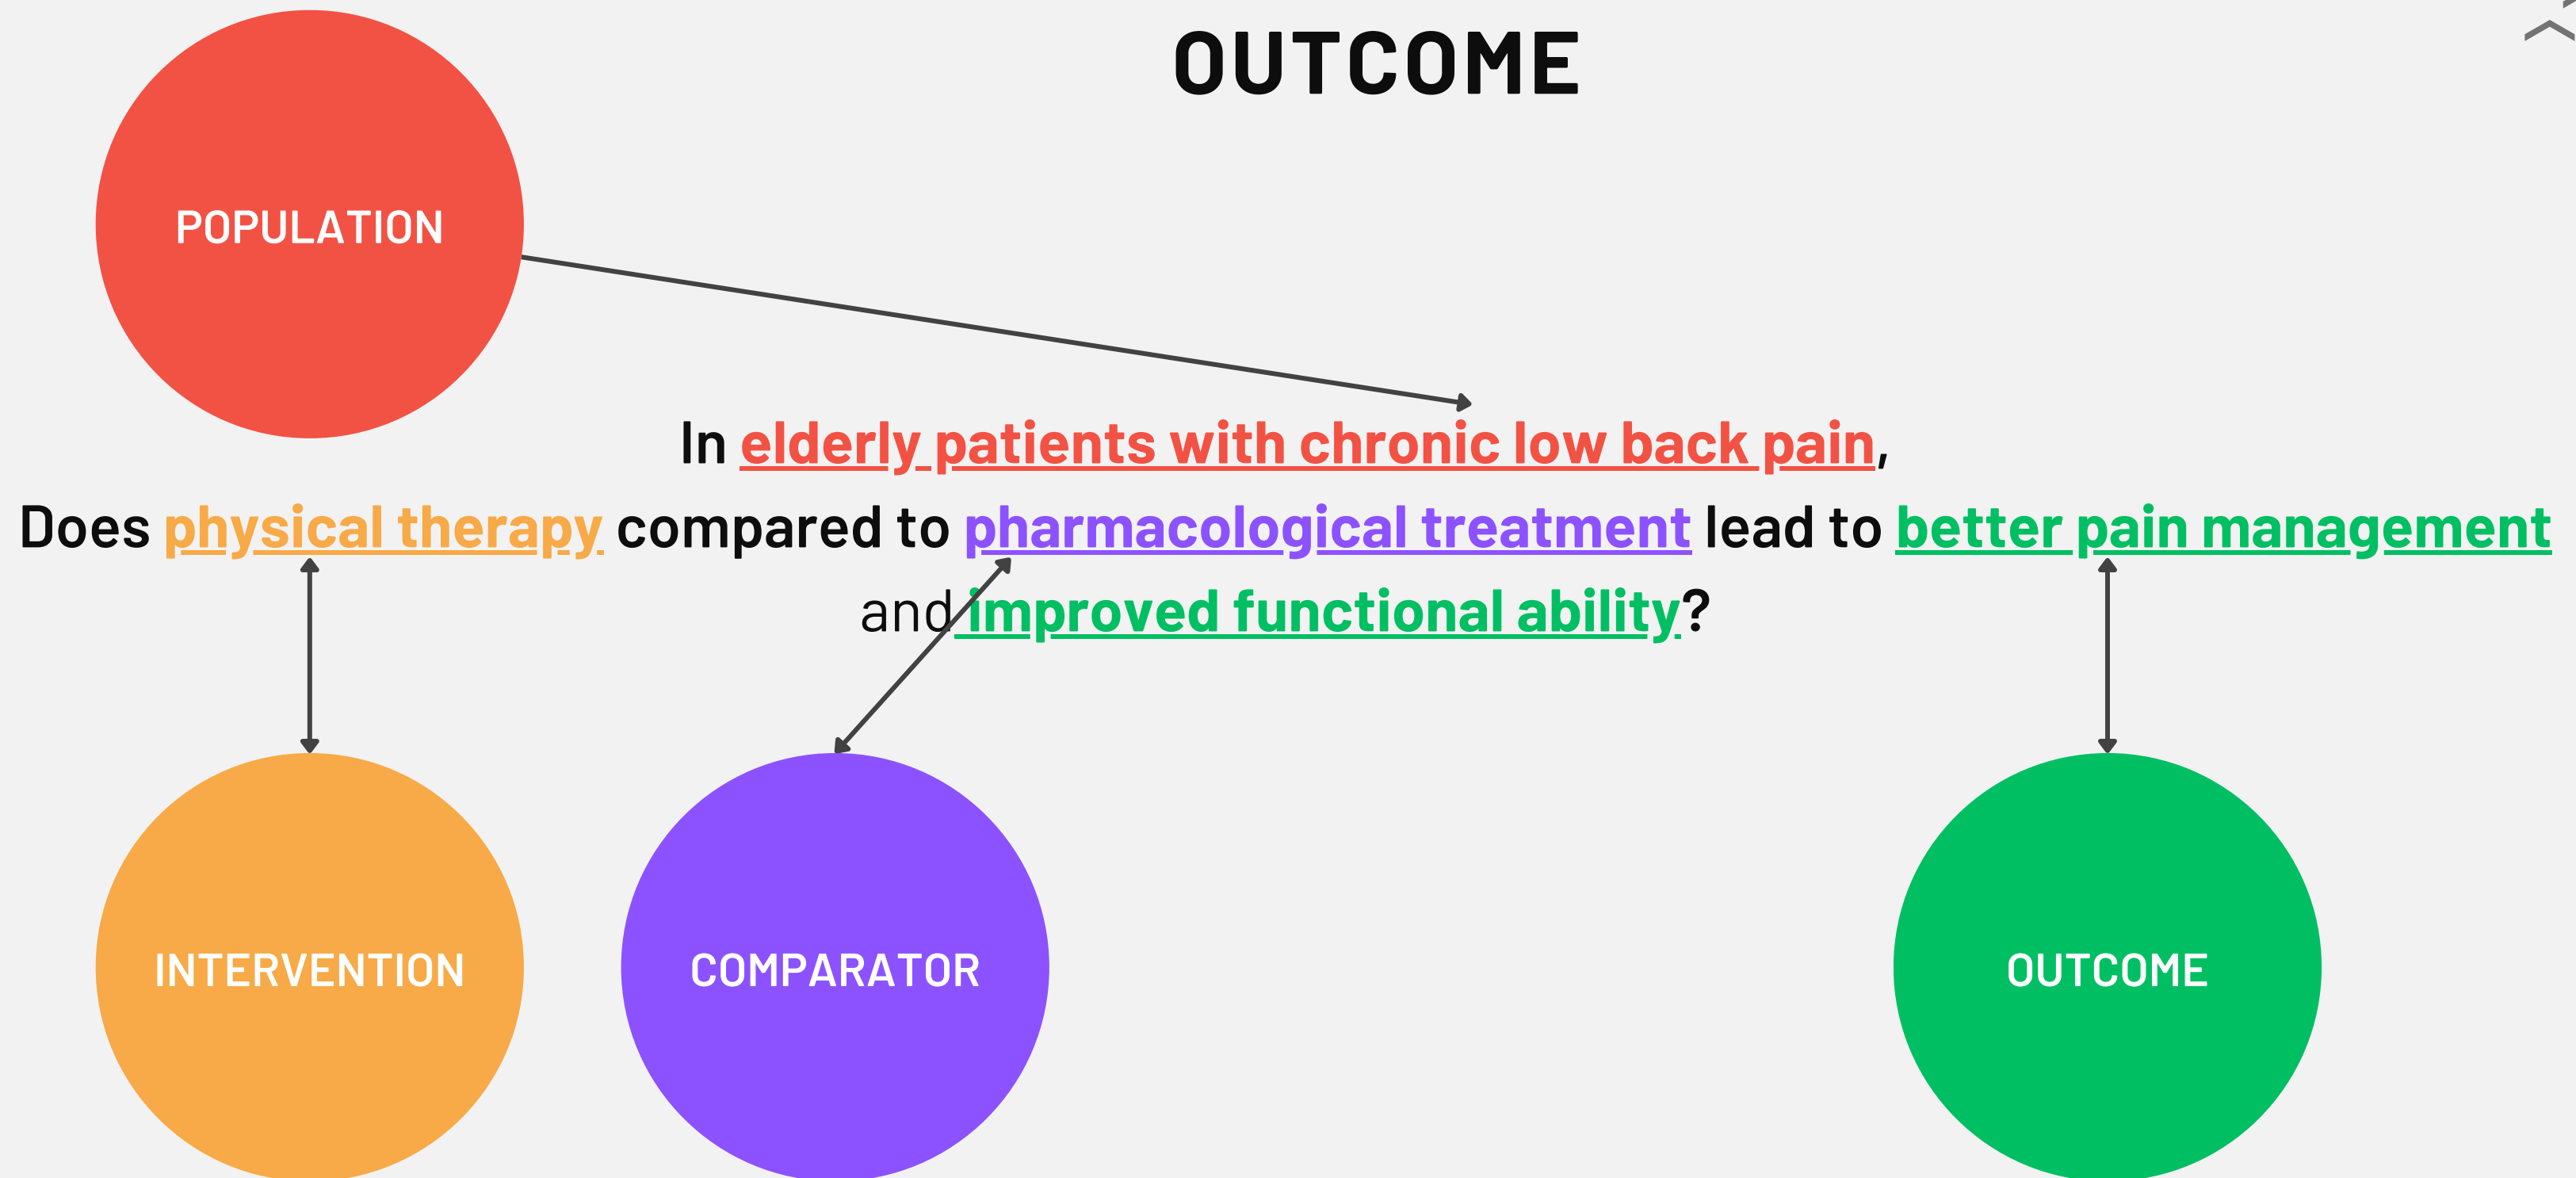 OUTCOME
POPULATION
In elderly patients with chronic low back pain,
Does physical therapy compared to pharmacological treatment lead to better pain management
and improved functional ability?
INTERVENTION
COMPARATOR
OUTCOME